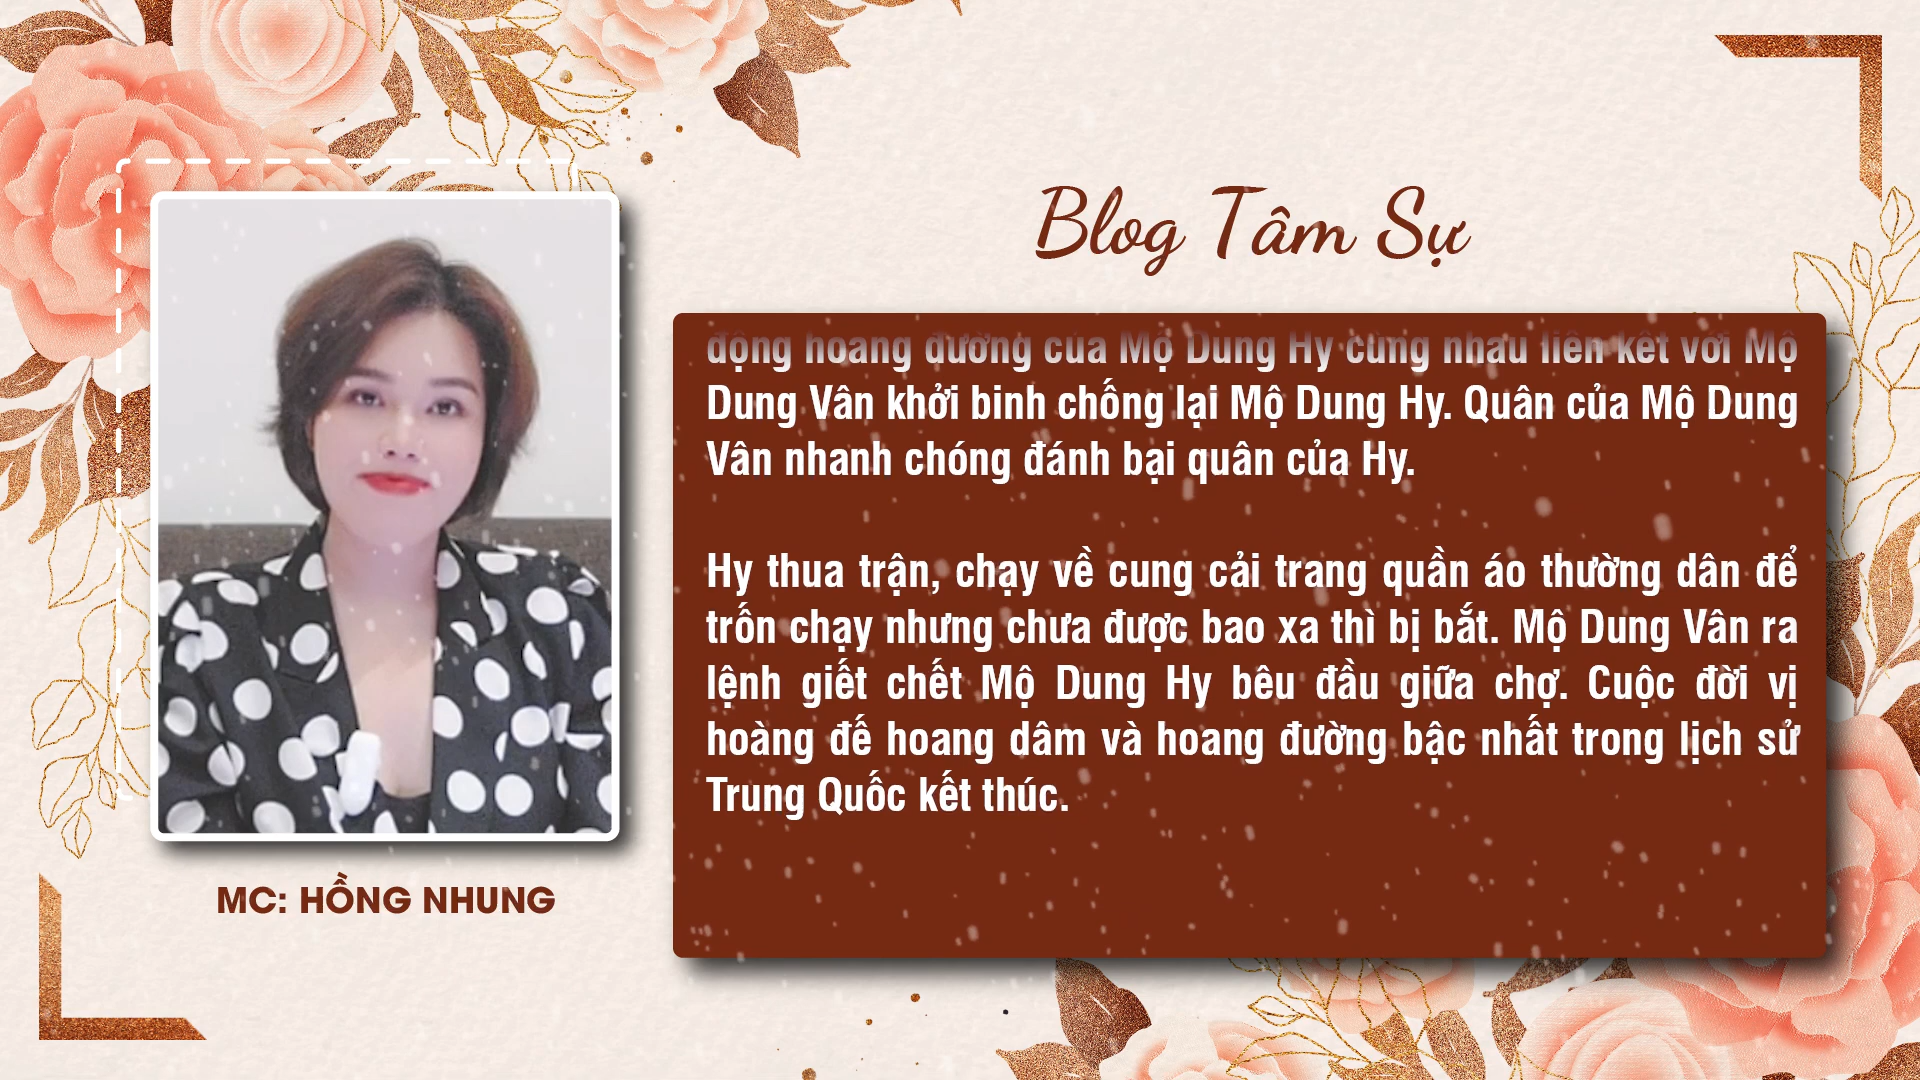 Blog Tâm Sự
động hoang đường của Mộ Dung Hy cùng nhau liên kết với Mộ
Dung Vân khởi binh chống lại Mộ Dung Hy. Quân của Mộ Dung
Vân nhanh chóng đánh bại quân của Hy.
Hy thua trận, chạy về cung cải trang quần áo thường dân để
trốn chạy nhưng chưa được bao xa thì bị bắt. Mộ Dung Vân ra
lệnh giết chết Mộ Dung Hy bêu đầu giữa chợ. Cuộc đời vị
hoàng đế hoang dâm và hoang đường bậc nhất trong lịch sử
Trung Quốc kết thúc.
MC: HỒNG NHUNG